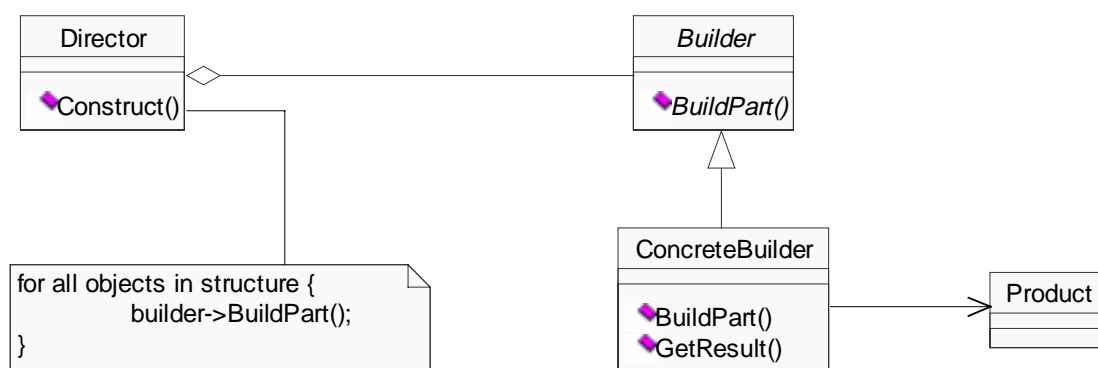 Director
Construct()
Builder
BuildPart()
for all objects in structure {
builder->BuildPart();
}
ConcreteBuilder
BuildPart()
GetResult()
Product